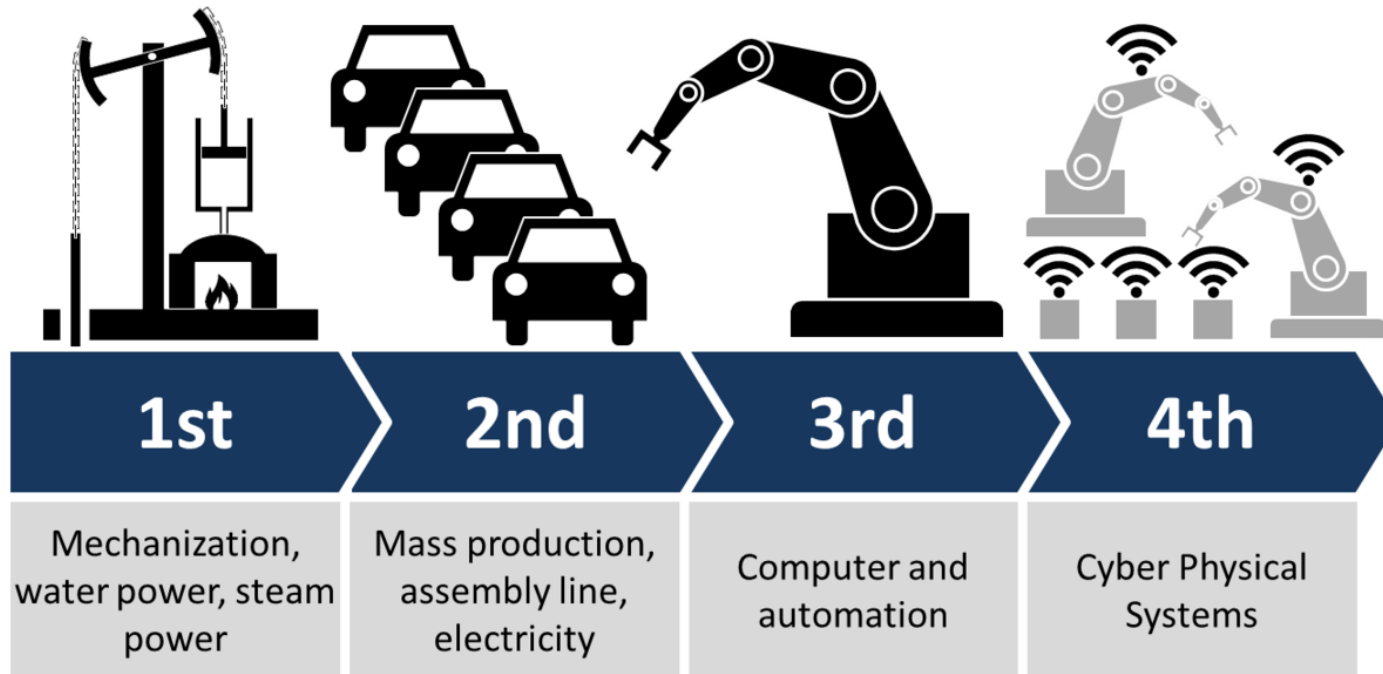 1st
2nd
3rd
4th
Mechanization,
water power, steam
power
Mass production,
assembly line,
electricity
Computer and
automation
Cyber Physical
Systems